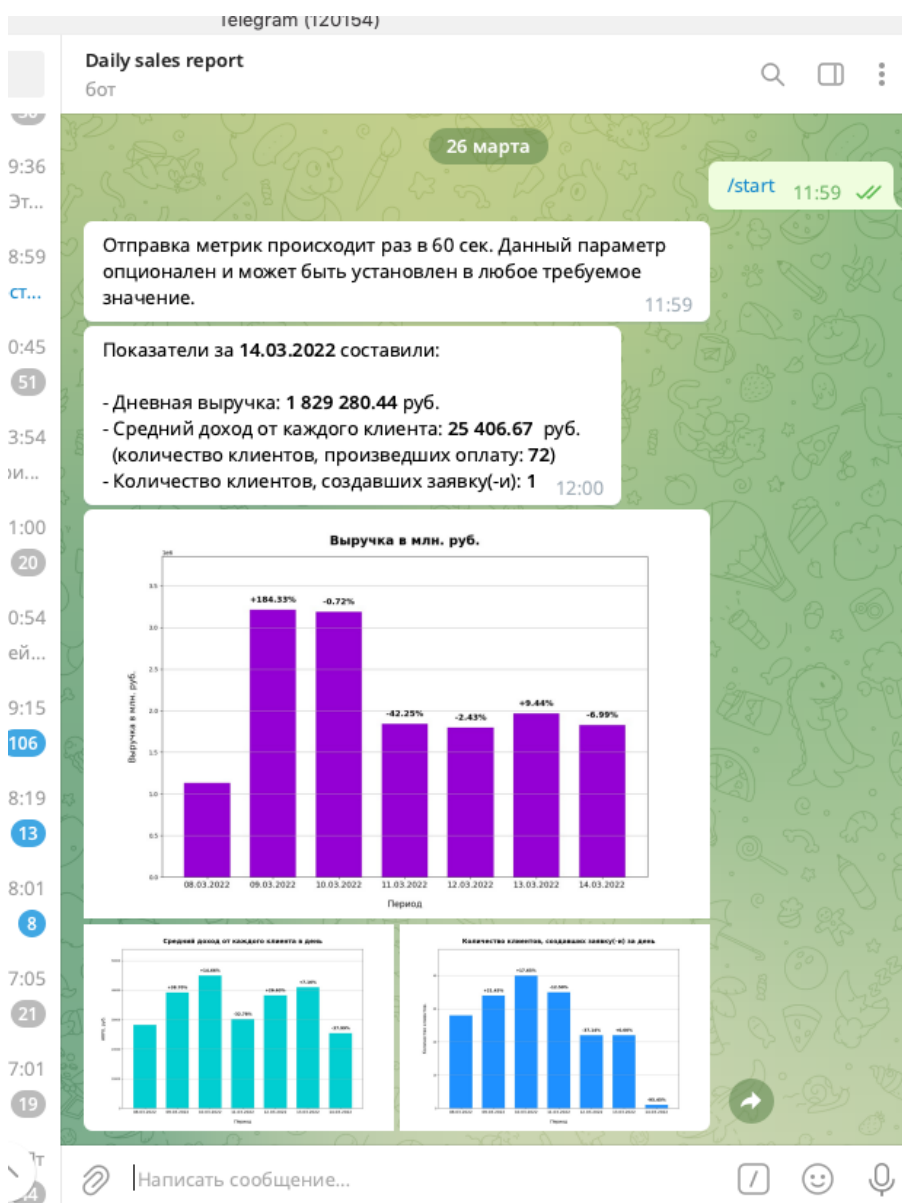 Telegram (120154)
Daily sales report
бот
26 марта
/start 11:59
9:36
Эт...
8:59
ст...
0:45
51
3:54
1:00
20
0:54
ей...
9:15
106
8:19
13
8:01
8
7:05
21
7:01
19
Отправка метрик происходит раз в 60 сек. Данный параметр
опционален и может быть установлен в любое требуемое
значение.
11:59
Показатели за 14.03.2022 составили:
- Дневная выручка: 1 829 280.44 руб.
- Средний доход от каждого клиента: 25 406.67 руб.
(количество клиентов, произведших оплату: 72)
- Количество клиентов, создавших заявку(-и): 1
12:00
Выручка в млн. руб.
1e6
3.5
3.0
2.5
2.0
1.5
1.0
0.5
0.0
Выручка в млн. руб.
+184.33%
-0.72%
-42.25%
-2.43%
+9.44%
-6.99%
08.03.2022 09.03.2022 10.03.2022 11.03.2022 12.03.2022 13.03.2022 14.03.2022
Период
Средний доход от каждого клиента в день
Период
Количество клиентов, создавших заявку(-и) за день
Период
Написать сообщение...